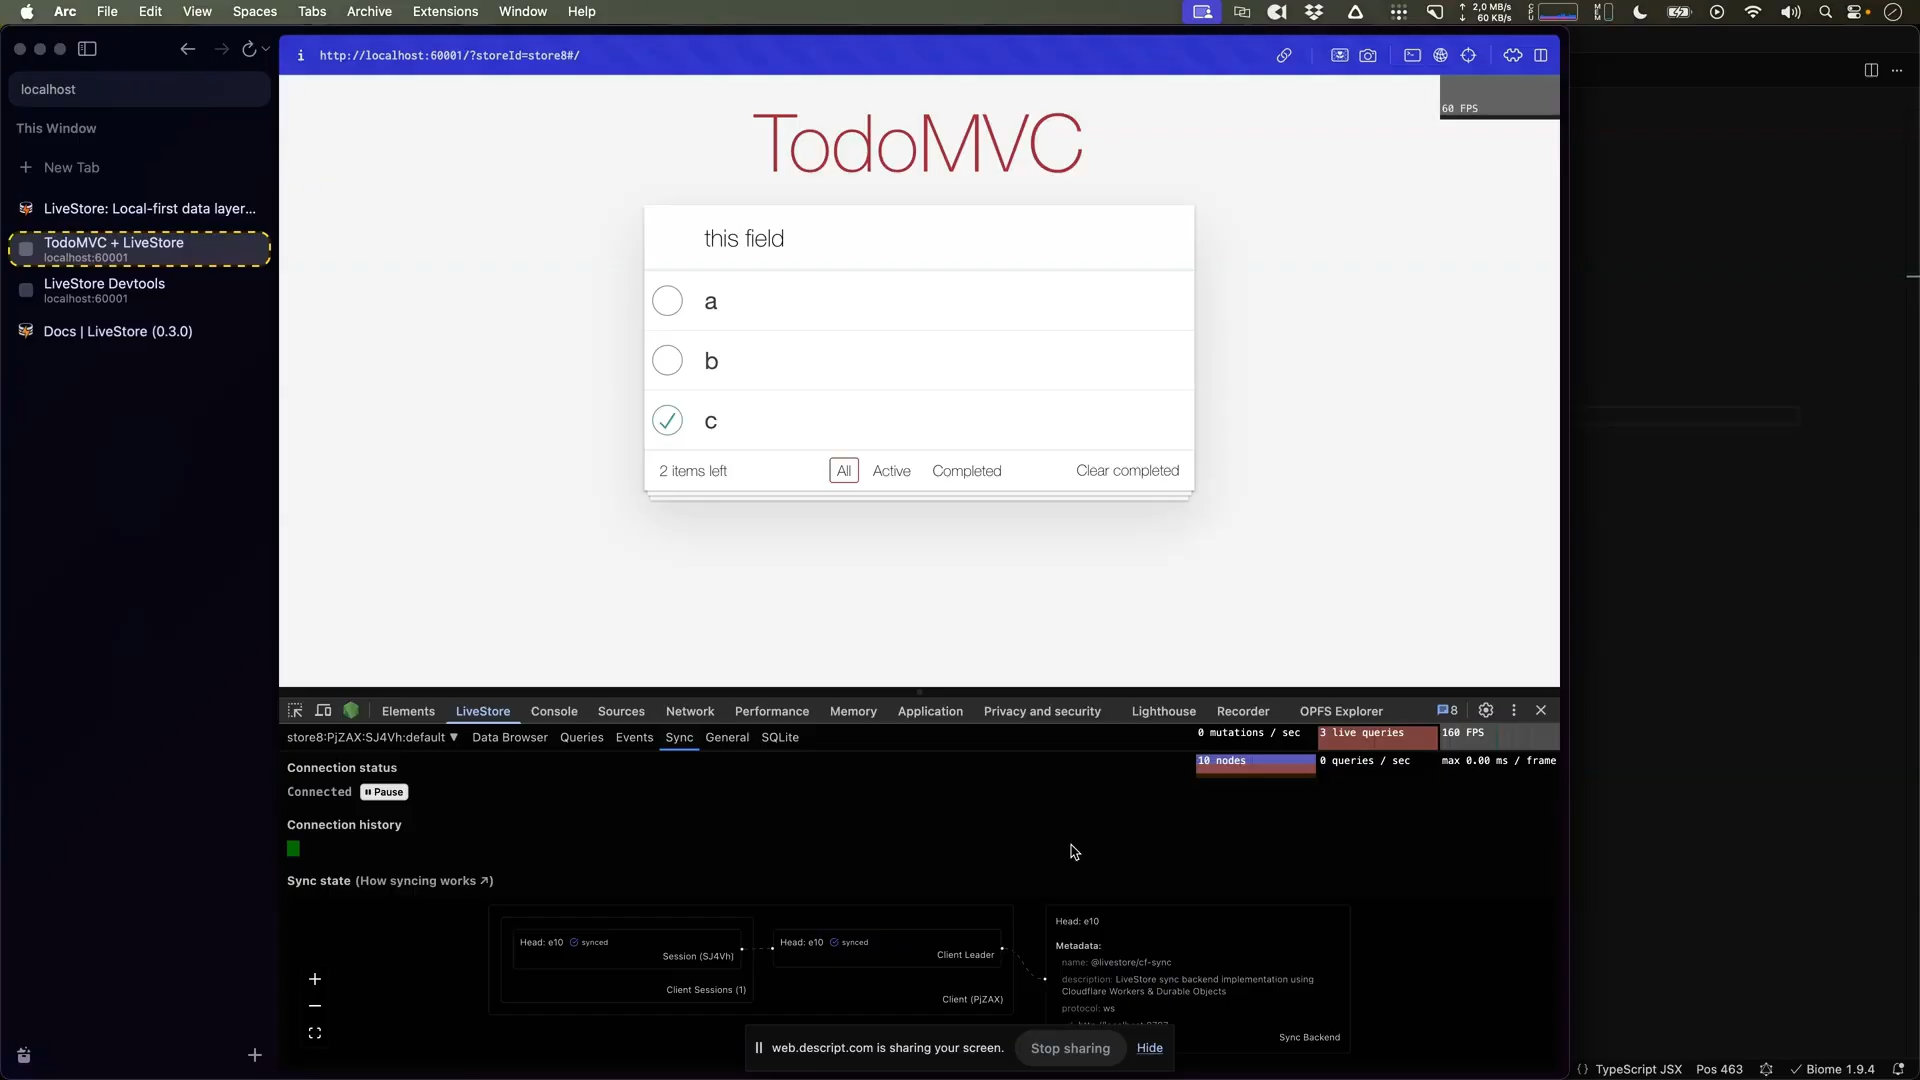 Arc File Edit View Spaces Tabs Archive Extensions Window Help
2,0 MB/s
60 KB/s
localhost
This Window
New Tab
LiveStore: Local-first data layer...
TodoMVC + LiveStore
localhost:60001
LiveStore Devtools
localhost:60001
Docs | LiveStore (0.3.0)
http://localhost:60001/?storeId=store8#/
60 FPS
TodoMVC
this field
a
b
c
2 items left All Active Completed Clear completed
Elements LiveStore Console Sources Network Performance Memory Application Privacy and security Lighthouse Recorder OPFS Explorer 8
store8:PjZAX:SJ4Vh:default ▼ Data Browser Queries Events Sync General SQLite
0 mutations / sec 3 live queries 160 FPS
10 nodes 0 queries / sec max 0.00 ms / frame
Connection status
Connected Pause
Connection history
Sync state (How syncing works ↗)
Head: e10 synced
Session (SJ4Vh)
Client Sessions (1)
Head: e10 synced
Client Leader
Client (PjZAX)
Head: e10
Metadata:
name: @livestore/cf-sync
description: LiveStore sync backend implementation using
Cloudflare Workers & Durable Objects
protocol: ws
Sync Backend
web.descript.com is sharing your screen. Stop sharing Hide
{ } TypeScript JSX Pos 463 Biome 1.9.4